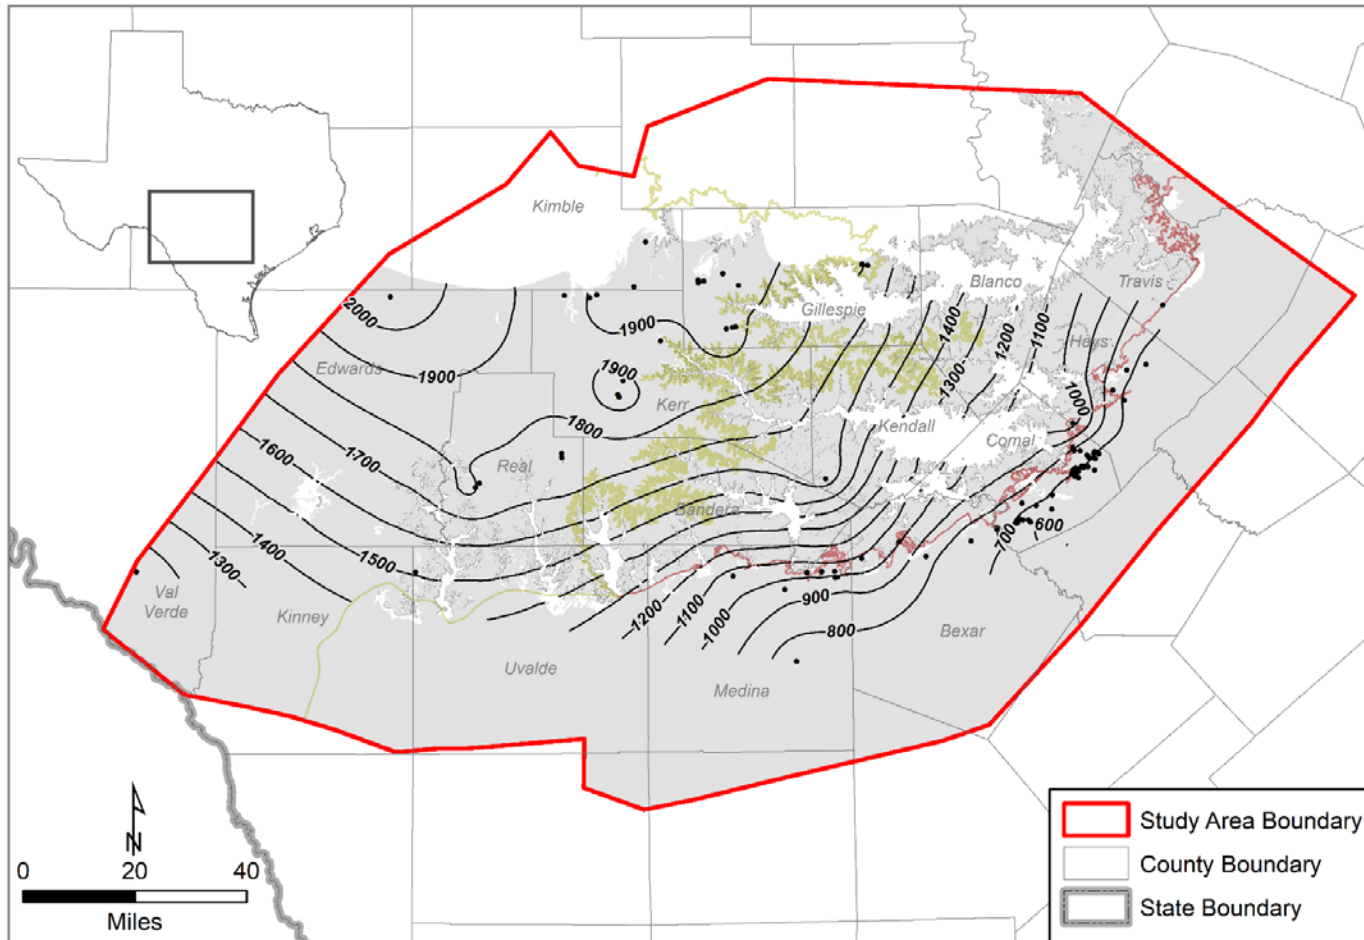 Kimble
2000
Edwards
1900
1900
1900
Gillespie
Blanco
Travis
1400
1200
1100
Hays
1300
1000
Kerr
Kendall
Comal
1800
Real
1700
1600
1500
1400
1300
Bandera
700
600
Val
Verde
Kinney
1200
1100
1000
900
800
Bexar
Uvalde
Medina
N
0 20 40
Miles
Study Area Boundary
County Boundary
State Boundary